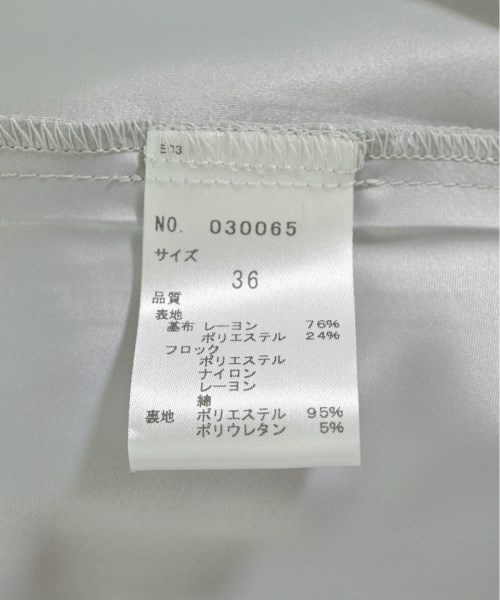 E03
NO. 030065
サイズ
36
品質
表地
基布 レーヨン 76%
ポリエステル 24%
フロック
ポリエステル
ナイロン
レーヨン
綿
裏地 ポリエステル 95%
ポリウレタン 5%